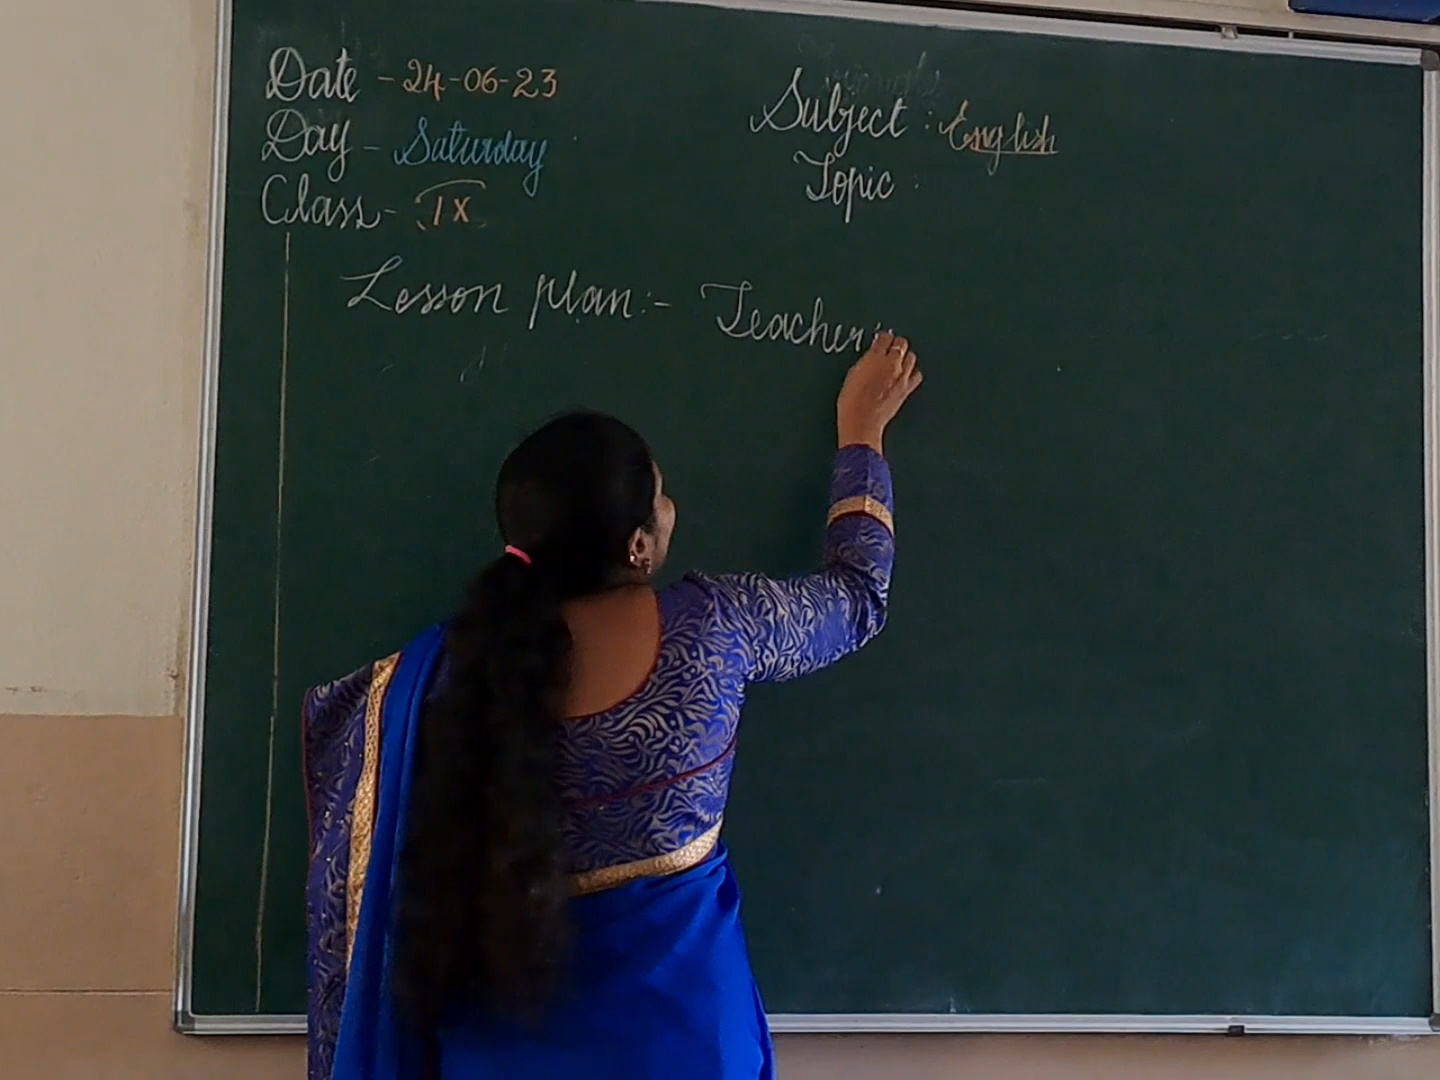 Date - 24-06-23
Day - Saturday
Class - IX
Subject : English
Topic :
Lesson plan :- Teacher